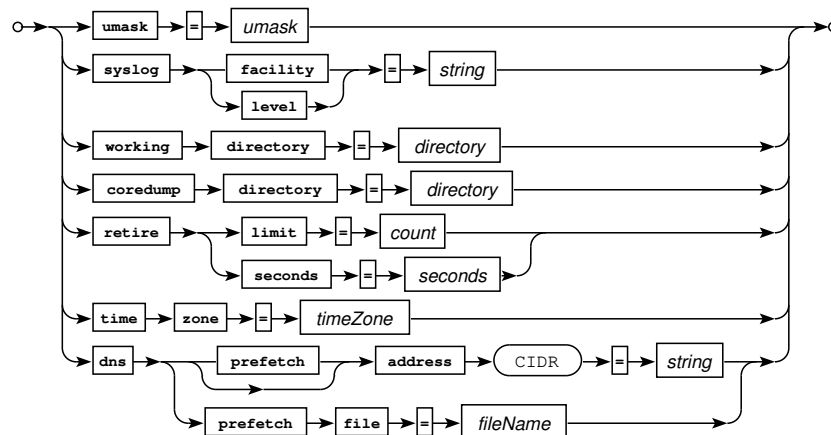 umask = umask
syslog facility = string
level
working directory = directory
coredump directory = directory
retire limit = count
seconds = seconds
time zone = timeZone
dns prefetch address CIDR = string
prefetch file = fileName